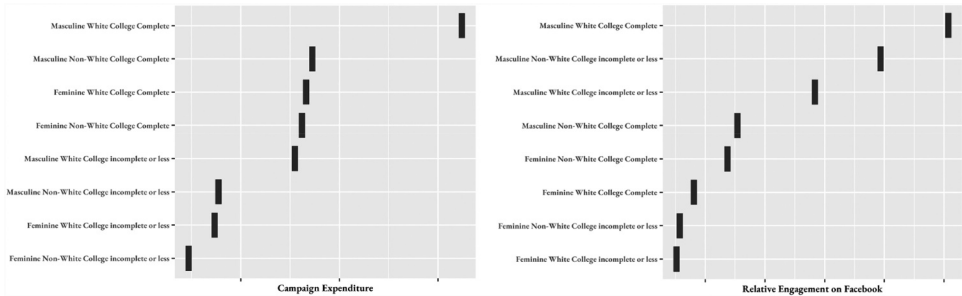 Masculine White College Complete
Masculine Non-White College Complete
Feminine White College Complete
Feminine Non-White College Complete
Masculine White College incomplete or less
Masculine Non-White College incomplete or less
Feminine White College incomplete or less
Feminine Non-White College incomplete or less
Campaign Expenditure
Masculine White College Complete
Masculine Non-White College incomplete or less
Masculine White College incomplete or less
Masculine Non-White College Complete
Feminine Non-White College Complete
Feminine White College Complete
Feminine Non-White College incomplete or less
Feminine White College incomplete or less
Relative Engagement on Facebook